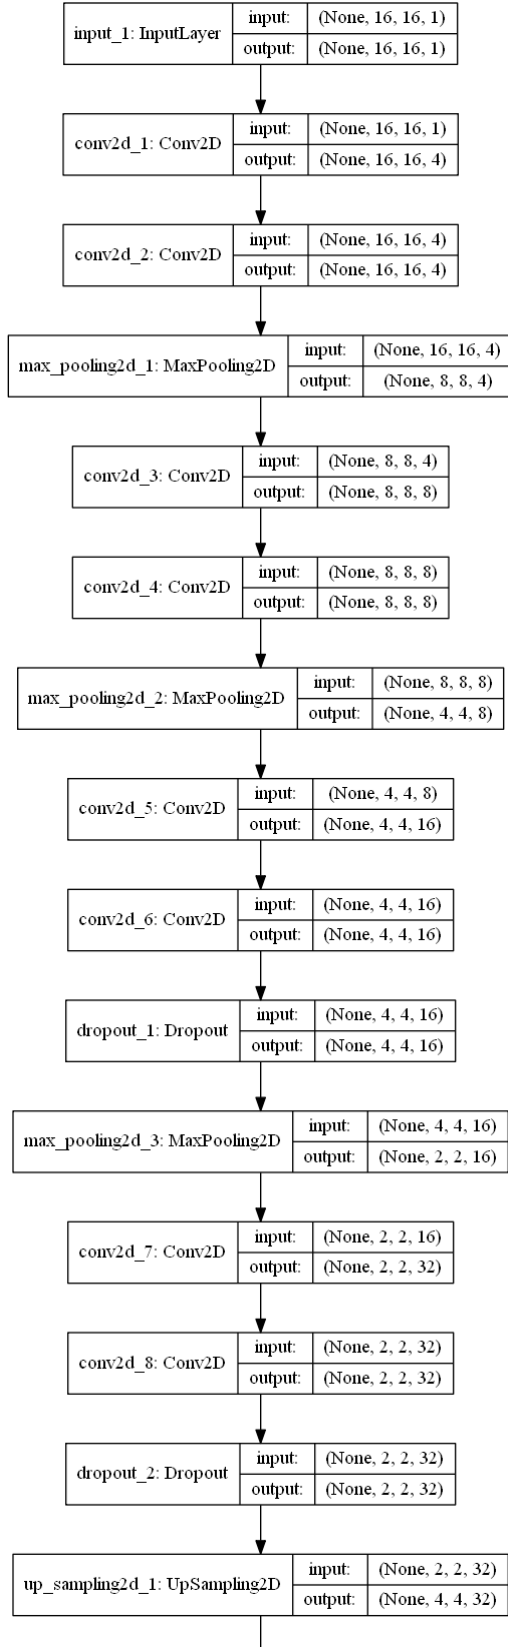 input_1: InputLayer
input: (None, 16, 16, 1)
output: (None, 16, 16, 1)
conv2d_1: Conv2D
input: (None, 16, 16, 1)
output: (None, 16, 16, 4)
conv2d_2: Conv2D
input: (None, 16, 16, 4)
output: (None, 16, 16, 4)
max_pooling2d_1: MaxPooling2D
input: (None, 16, 16, 4)
output: (None, 8, 8, 4)
conv2d_3: Conv2D
input: (None, 8, 8, 4)
output: (None, 8, 8, 8)
conv2d_4: Conv2D
input: (None, 8, 8, 8)
output: (None, 8, 8, 8)
max_pooling2d_2: MaxPooling2D
input: (None, 8, 8, 8)
output: (None, 4, 4, 8)
conv2d_5: Conv2D
input: (None, 4, 4, 8)
output: (None, 4, 4, 16)
conv2d_6: Conv2D
input: (None, 4, 4, 16)
output: (None, 4, 4, 16)
dropout_1: Dropout
input: (None, 4, 4, 16)
output: (None, 4, 4, 16)
max_pooling2d_3: MaxPooling2D
input: (None, 4, 4, 16)
output: (None, 2, 2, 16)
conv2d_7: Conv2D
input: (None, 2, 2, 16)
output: (None, 2, 2, 32)
conv2d_8: Conv2D
input: (None, 2, 2, 32)
output: (None, 2, 2, 32)
dropout_2: Dropout
input: (None, 2, 2, 32)
output: (None, 2, 2, 32)
up_sampling2d_1: UpSampling2D
input: (None, 2, 2, 32)
output: (None, 4, 4, 32)